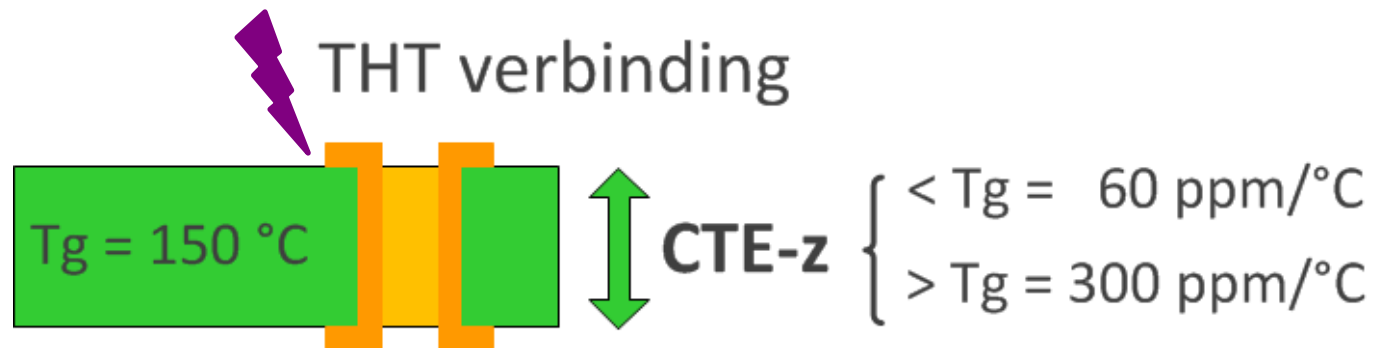 THT verbinding
Tg = 150 °C
CTE-z
< Tg = 60 ppm/°C
> Tg = 300 ppm/°C